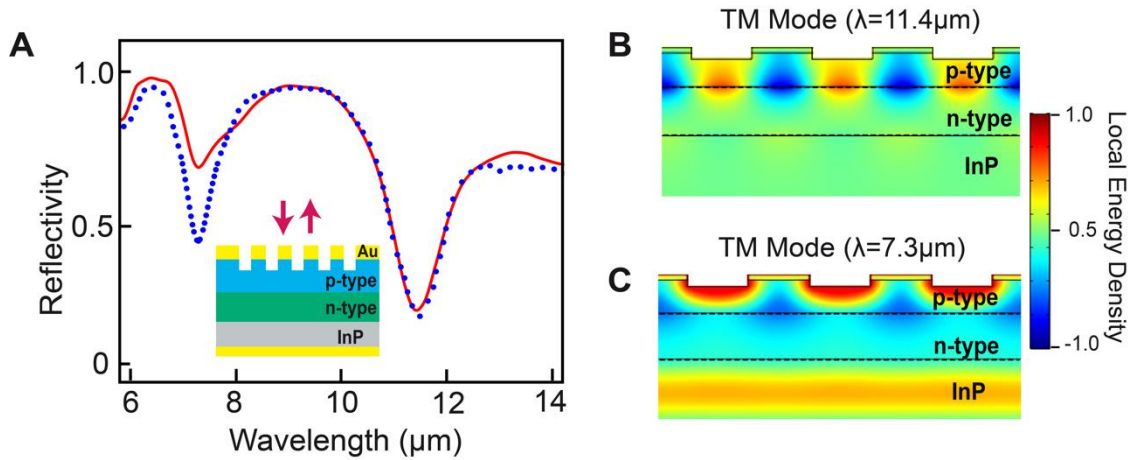 A
Reflectivity
1.0
0.5
0
6
8
10
12
14
Wavelength (μm)
Au
p-type
n-type
InP
B
TM Mode (λ=11.4μm)
p-type
n-type
InP
C
TM Mode (λ=7.3μm)
p-type
n-type
InP
1.0
0.5
-1.0
Local Energy Density